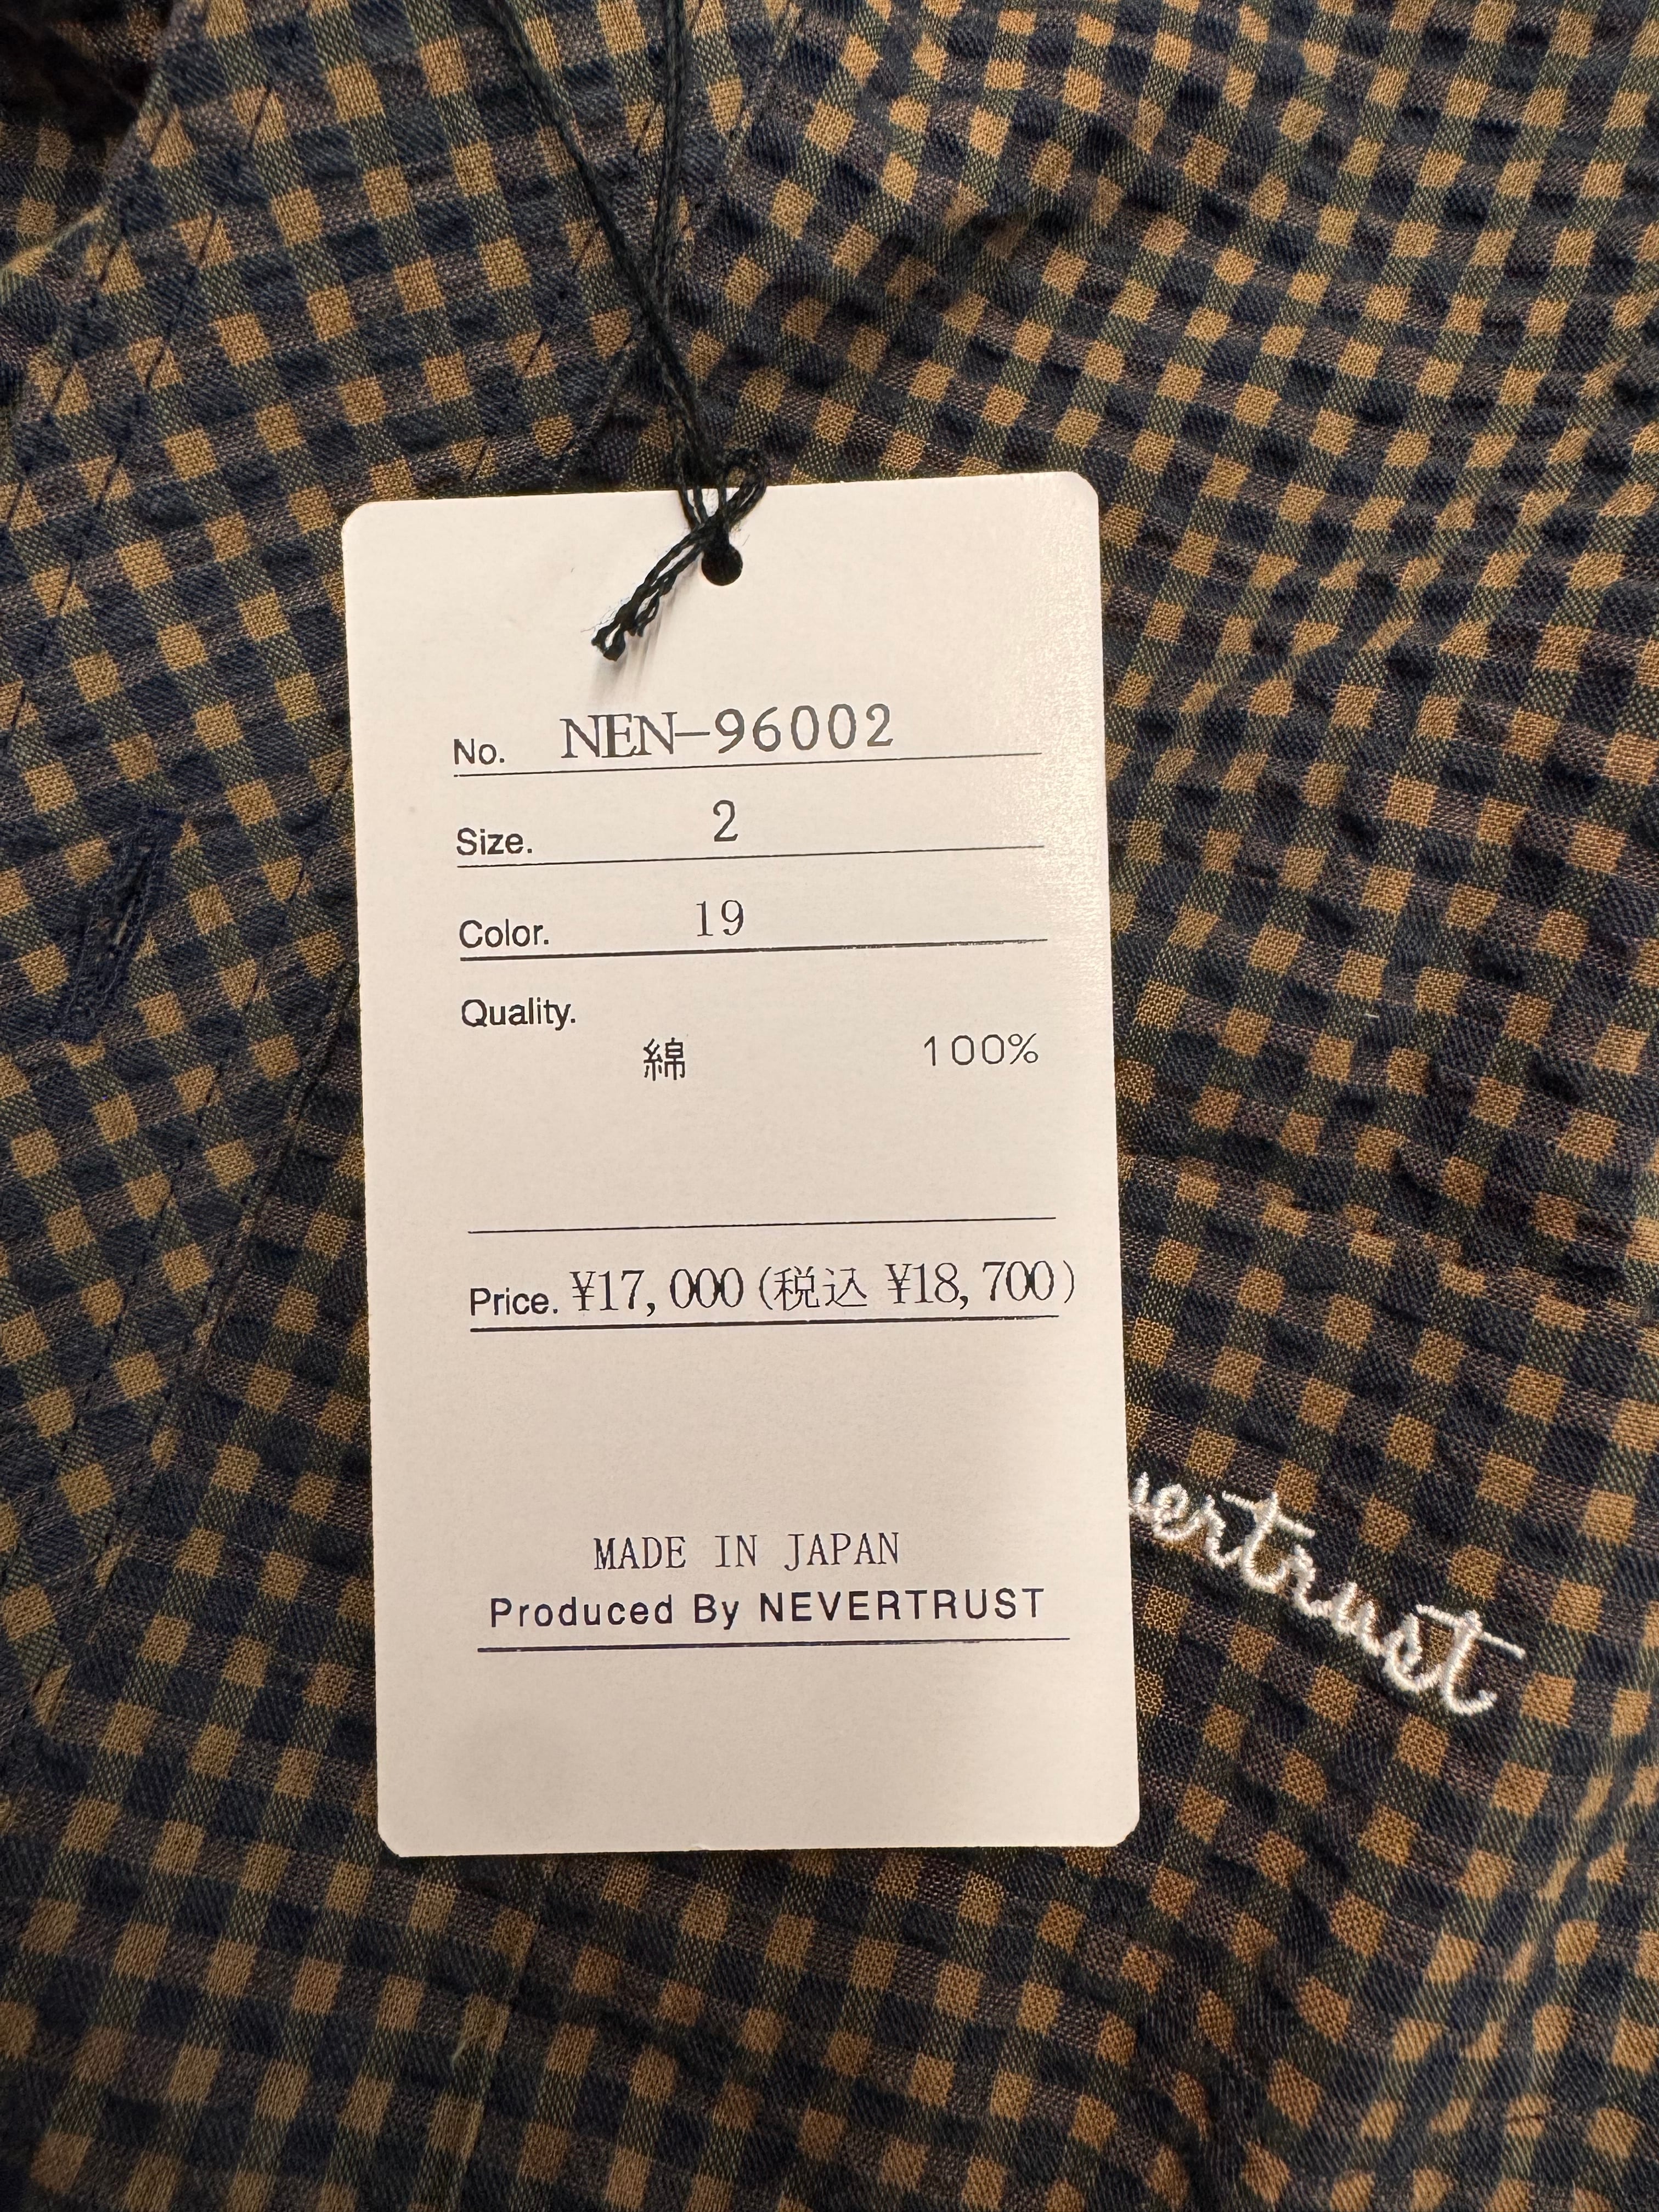 No. NEN-96002
Size. 2
Color. 19
Quality.
綿 100%
Price. ¥17,000(税込 ¥18,700)
MADE IN JAPAN
Produced By NEVERTRUST
vertrust